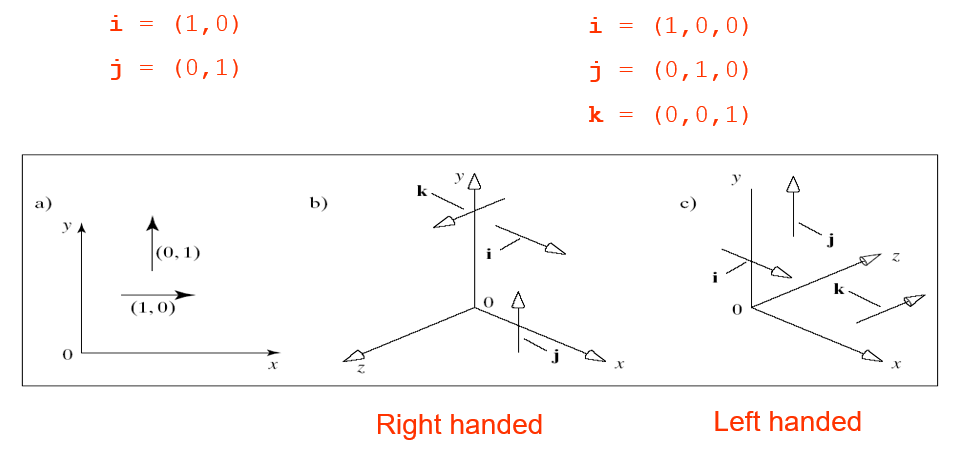 i = (1,0)
j = (0,1)
i = (1,0,0)
j = (0,1,0)
k = (0,0,1)
a)
y
(0, 1)
(1, 0)
0
x
b)
y
k
i
0
j
z
x
c)
y
j
i
z
k
0
x
Right handed
Left handed